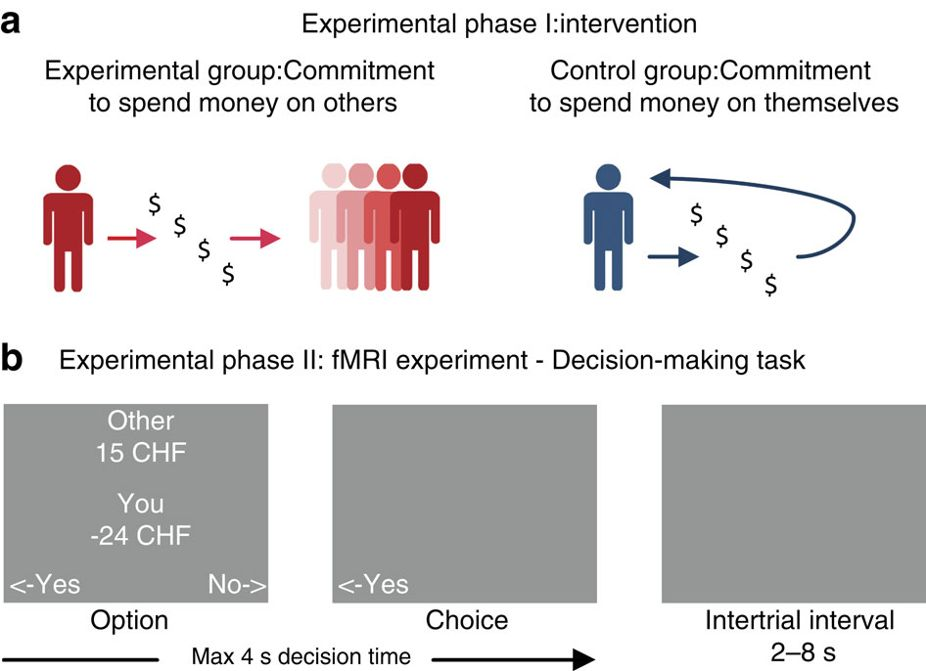 a
Experimental phase I:intervention
Experimental group:Commitment
to spend money on others
Control group:Commitment
to spend money on themselves
$
$
$
$
$
$
$
$
b
Experimental phase II: fMRI experiment - Decision-making task
Other
15 CHF
You
-24 CHF
<-Yes
No->
<-Yes
Option
Choice
Intertrial interval
2–8 s
Max 4 s decision time